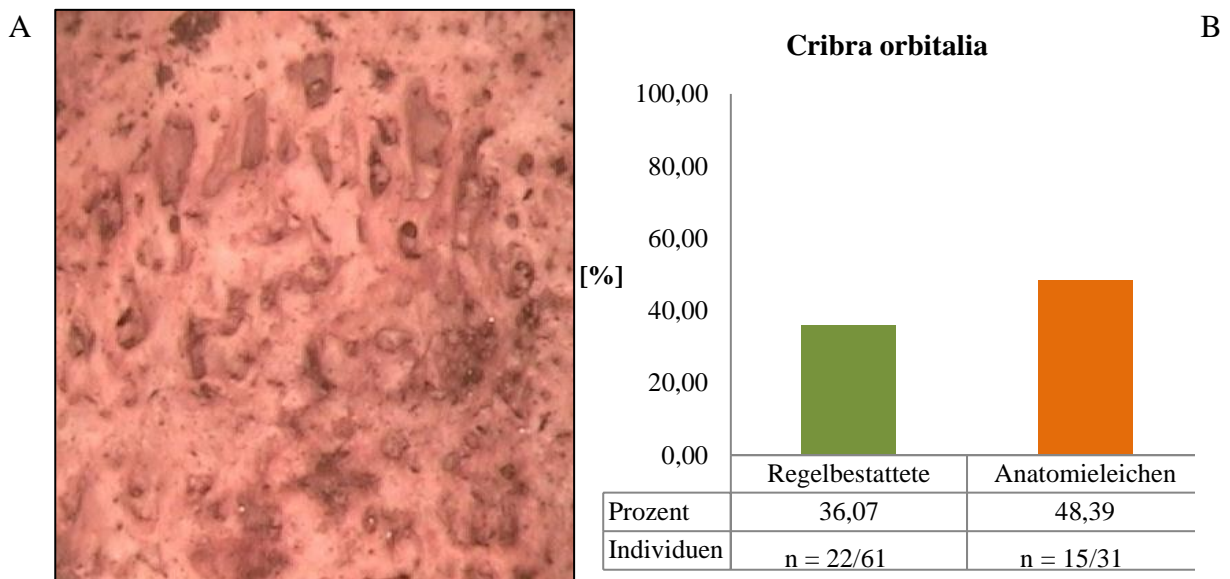 A
B
Cribra orbitalia
100,00
80,00
60,00
[%]
40,00
20,00
0,00
Regelbestattete Anatomieleichen
Prozent 36,07 48,39
Individuen n = 22/61 n = 15/31